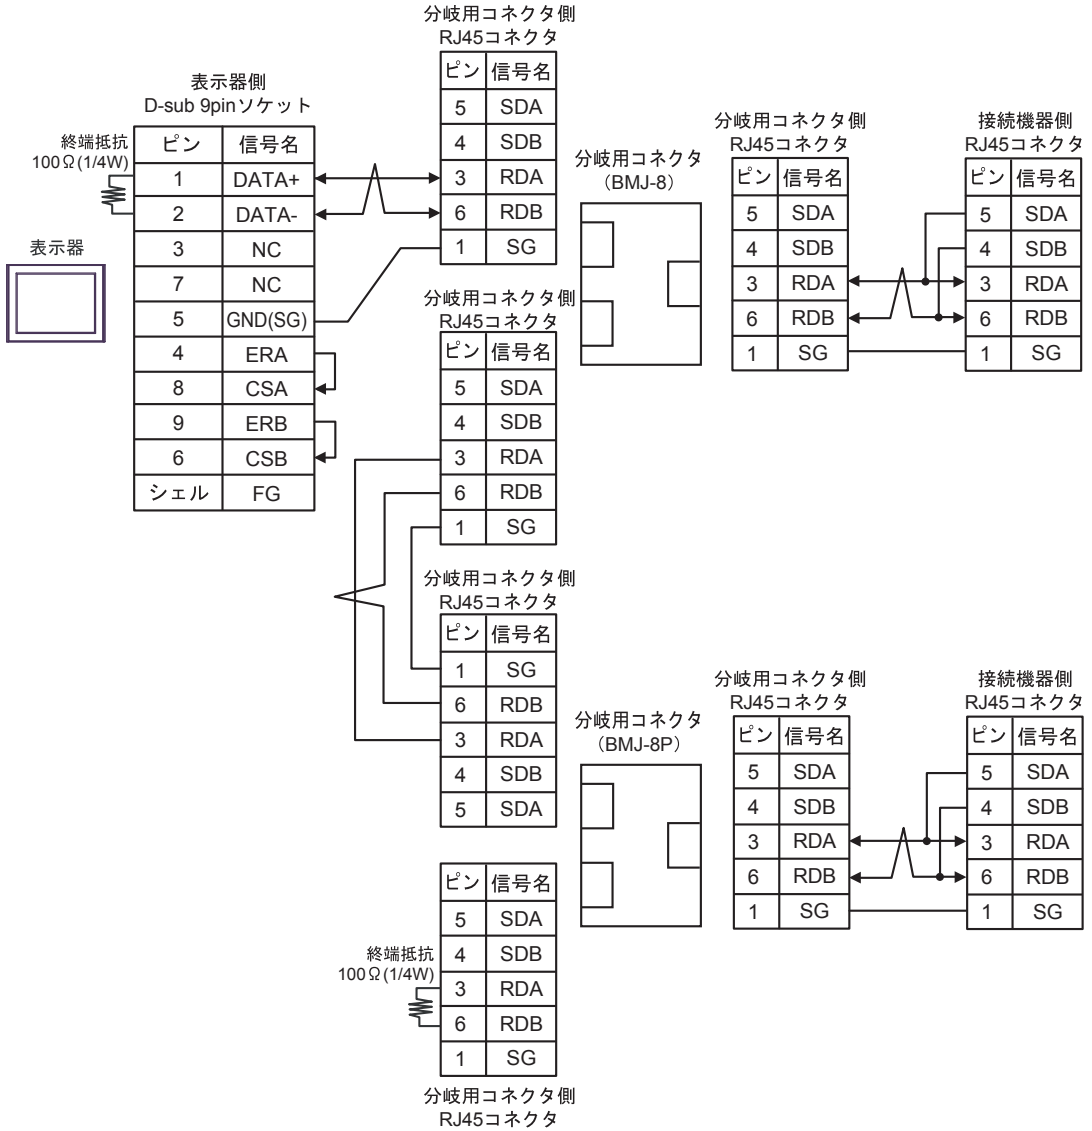 表示器
表示器側
D-sub 9pinソケット
終端抵抗
100Ω(1/4W)
ピン 信号名
1 DATA+
2 DATA-
3 NC
7 NC
5 GND(SG)
4 ERA
8 CSA
9 ERB
6 CSB
シェル FG
分岐用コネクタ側
RJ45コネクタ
ピン 信号名
5 SDA
4 SDB
3 RDA
6 RDB
1 SG
分岐用コネクタ側
RJ45コネクタ
ピン 信号名
5 SDA
4 SDB
3 RDA
6 RDB
1 SG
分岐用コネクタ
（BMJ-8）
分岐用コネクタ側
RJ45コネクタ
ピン 信号名
5 SDA
4 SDB
3 RDA
6 RDB
1 SG
接続機器側
RJ45コネクタ
ピン 信号名
5 SDA
4 SDB
3 RDA
6 RDB
1 SG
分岐用コネクタ側
RJ45コネクタ
ピン 信号名
1 SG
6 RDB
3 RDA
4 SDB
5 SDA
終端抵抗
100Ω(1/4W)
ピン 信号名
5 SDA
4 SDB
3 RDA
6 RDB
1 SG
分岐用コネクタ側
RJ45コネクタ
分岐用コネクタ
（BMJ-8P）
分岐用コネクタ側
RJ45コネクタ
ピン 信号名
5 SDA
4 SDB
3 RDA
6 RDB
1 SG
接続機器側
RJ45コネクタ
ピン 信号名
5 SDA
4 SDB
3 RDA
6 RDB
1 SG